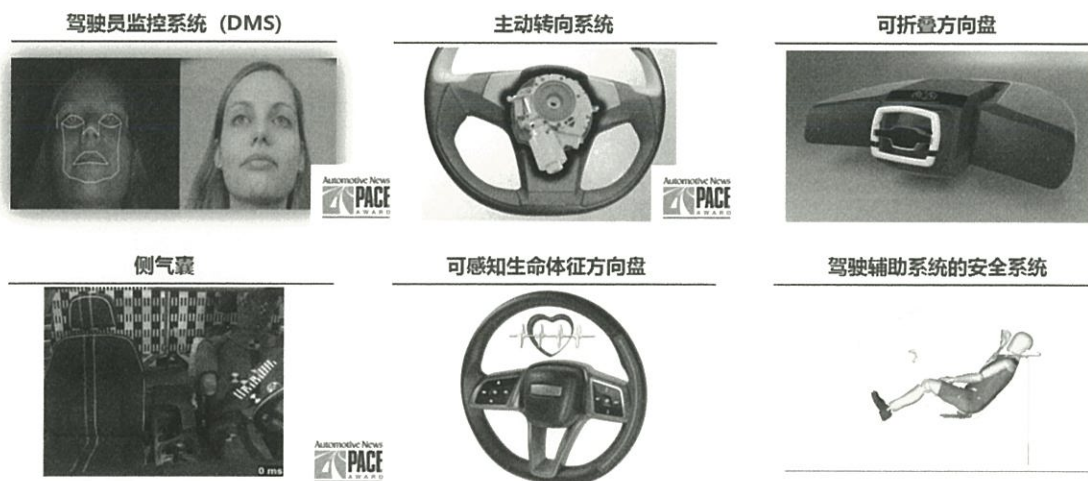 驾驶员监控系统（DMS）
主动转向系统
可折叠方向盘
Automotive News
PACE
AWARD
Automotive News
PACE
AWARD
侧气囊
可感知生命体征方向盘
驾驶辅助系统的安全系统
0 ms
Automotive News
PACE
AWARD